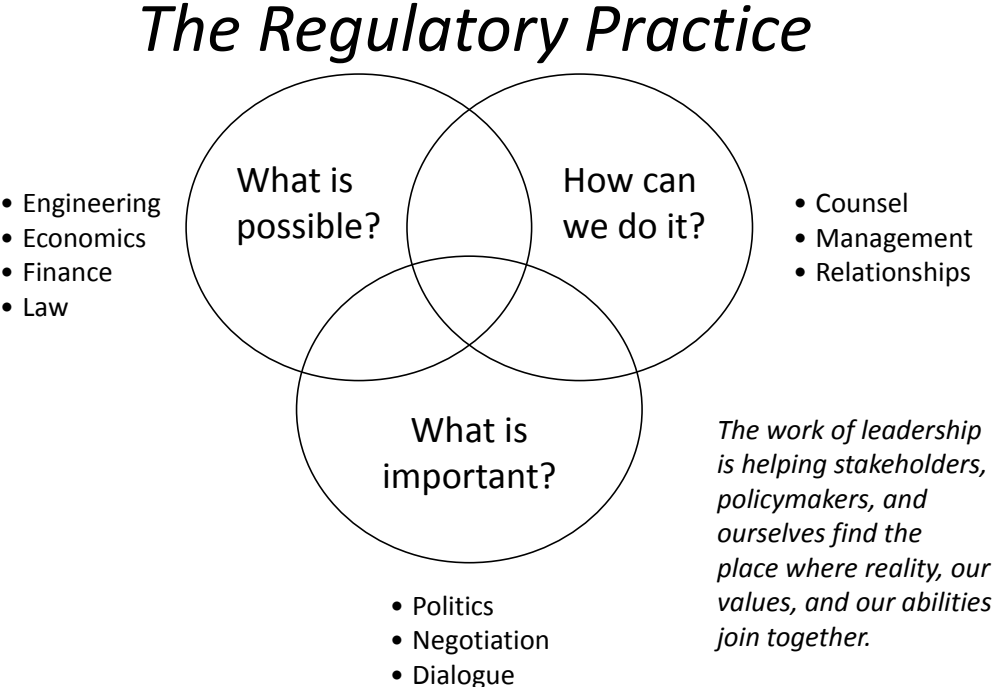 The Regulatory Practice
What is
possible?
How can
we do it?
• Engineering
• Economics
• Finance
• Law
• Counsel
• Management
• Relationships
What is
important?
The work of leadership
is helping stakeholders,
policymakers, and
ourselves find the
place where reality, our
values, and our abilities
join together.
• Politics
• Negotiation
• Dialogue